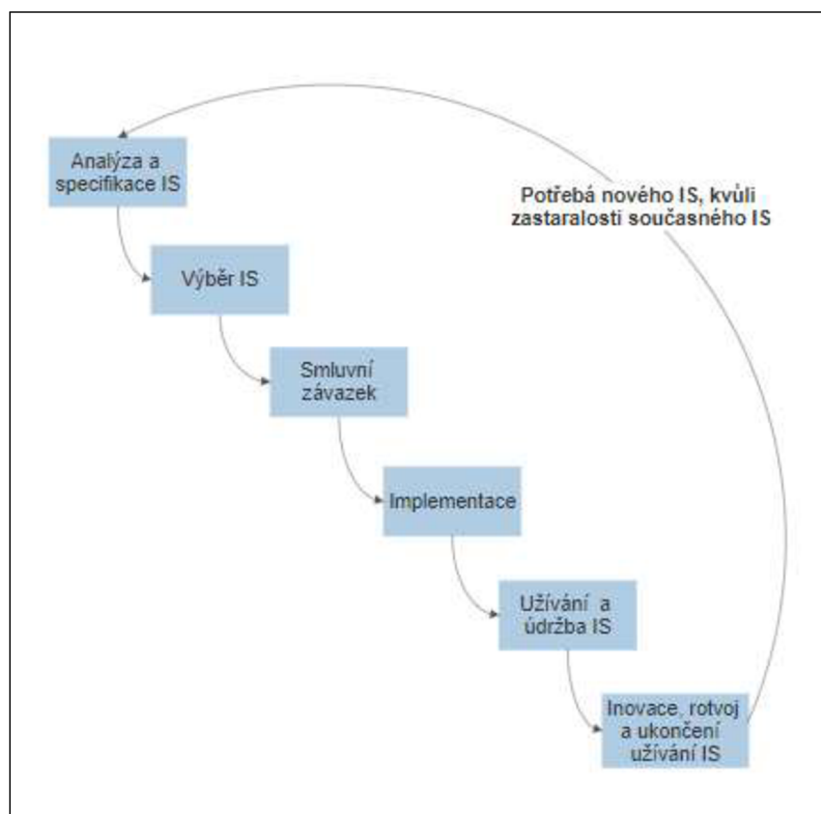 Analýza a
specifikace IS
Potřebá nového IS, kvůli
zastaralosti současného IS
Výběr IS
Smluvní
závazek
Implementace
Užívání a
údržba IS
Inovace, rotvoj
a ukončení
užívání IS